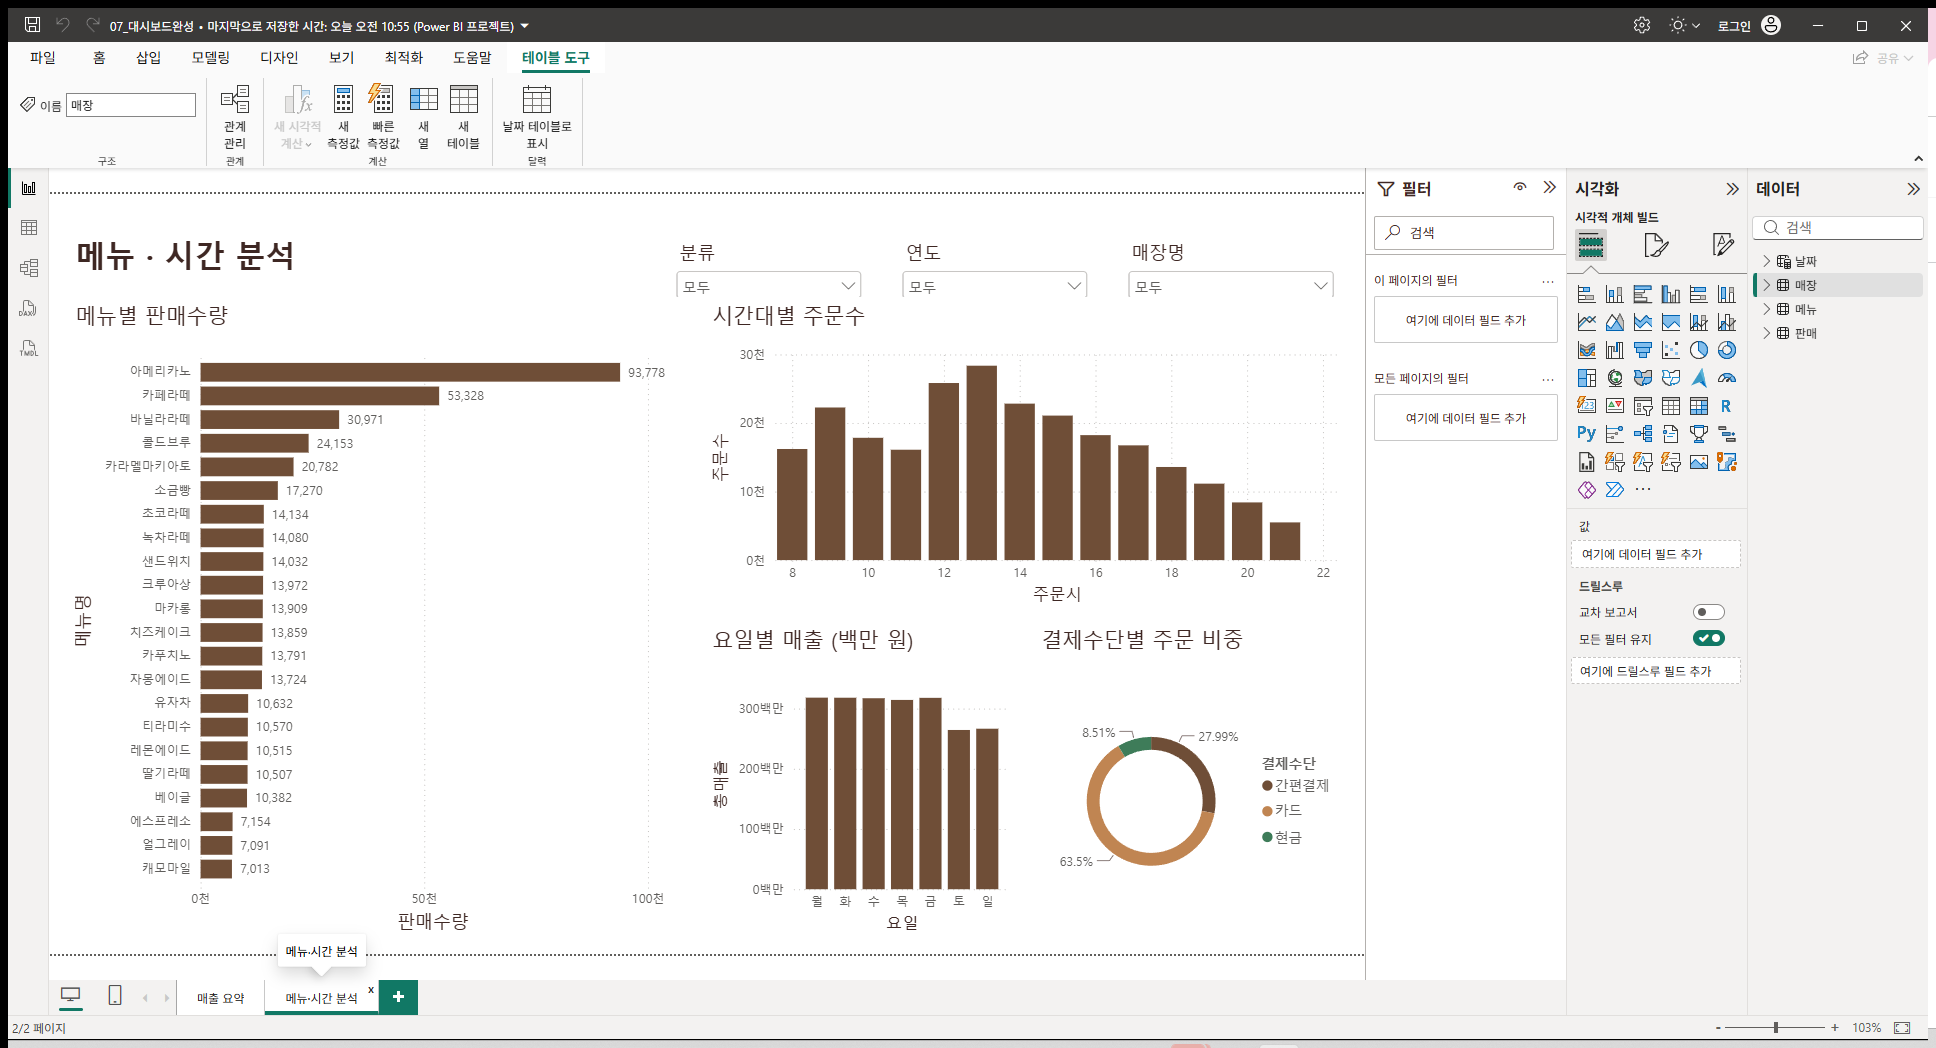 07_대시보드완성 • 마지막으로 저장한 시간: 오늘 오전 10:55 (Power BI 프로젝트)
로그인
파일 홈 삽입 모델링 디자인 보기 최적화 도움말 테이블 도구
공유
이름 매장
관계 관리
새 시각적 계산
새 측정값
빠른 측정값
새 열
새 테이블
날짜 테이블로 표시
구조 관계 계산 달력
메뉴 · 시간 분석
분류
모두
연도
모두
매장명
모두
메뉴별 판매수량
메뉴명
아메리카노 93,778
카페라떼 53,328
바닐라라떼 30,971
콜드브루 24,153
카라멜마키아토 20,782
소금빵 17,270
초코라떼 14,134
녹차라떼 14,080
샌드위치 14,032
크루아상 13,972
마카롱 13,909
치즈케이크 13,859
카푸치노 13,791
자몽에이드 13,724
유자차 10,632
티라미수 10,570
레몬에이드 10,515
딸기라떼 10,507
베이글 10,382
에스프레소 7,154
얼그레이 7,091
캐모마일 7,013
0천 50천 100천
판매수량
시간대별 주문수
주문수
30천
20천
10천
0천
8 10 12 14 16 18 20 22
주문시
요일별 매출 (백만 원)
총매출
300백만
200백만
100백만
0백만
월 화 수 목 금 토 일
요일
결제수단별 주문 비중
8.51%
27.99%
63.5%
결제수단
간편결제
카드
현금
필터
검색
이 페이지의 필터 ...
여기에 데이터 필드 추가
모든 페이지의 필터 ...
여기에 데이터 필드 추가
시각화
시각적 개체 빌드
123
R
Py
...
값
여기에 데이터 필드 추가
드릴스루
교차 보고서
모든 필터 유지
여기에 드릴스루 필드 추가
데이터
검색
날짜
매장
메뉴
판매
DAX
TMDL
메뉴·시간 분석
매출 요약
메뉴·시간 분석 x
+
2/2 페이지
- + 103%